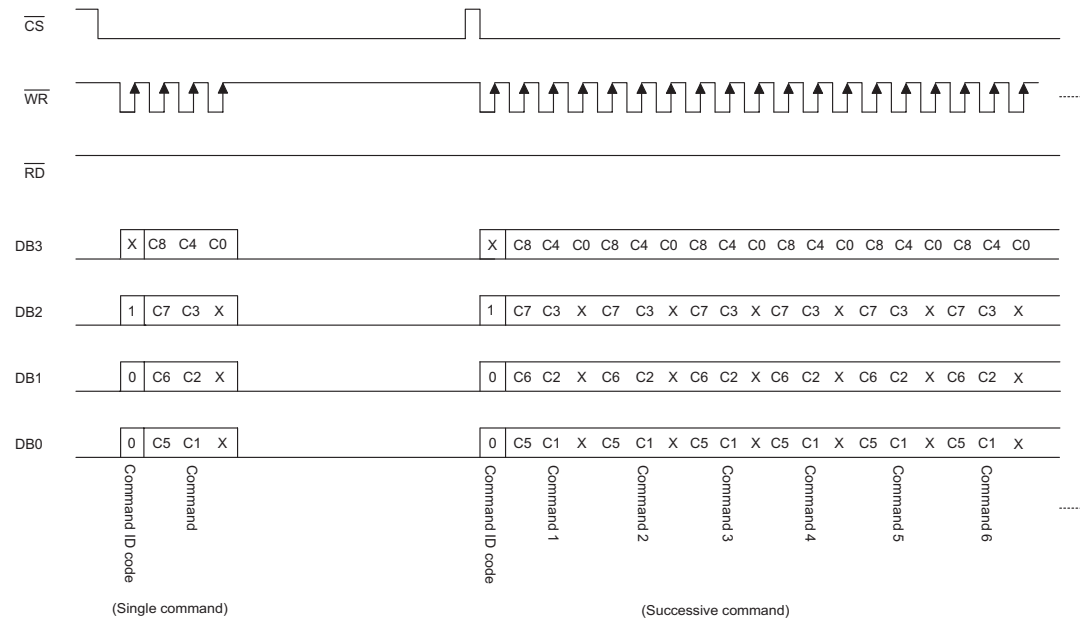 CS
WR
RD
DB3 X C8 C4 C0 X C8 C4 C0 C8 C4 C0 C8 C4 C0 C8 C4 C0 C8 C4 C0 C8 C4 C0
DB2 1 C7 C3 X 1 C7 C3 X C7 C3 X C7 C3 X C7 C3 X C7 C3 X C7 C3 X
DB1 0 C6 C2 X 0 C6 C2 X C6 C2 X C6 C2 X C6 C2 X C6 C2 X C6 C2 X
DB0 0 C5 C1 X 0 C5 C1 X C5 C1 X C5 C1 X C5 C1 X C5 C1 X C5 C1 X
Command ID code
Command
Command ID code
Command 1
Command 2
Command 3
Command 4
Command 5
Command 6
(Single command)
(Successive command)